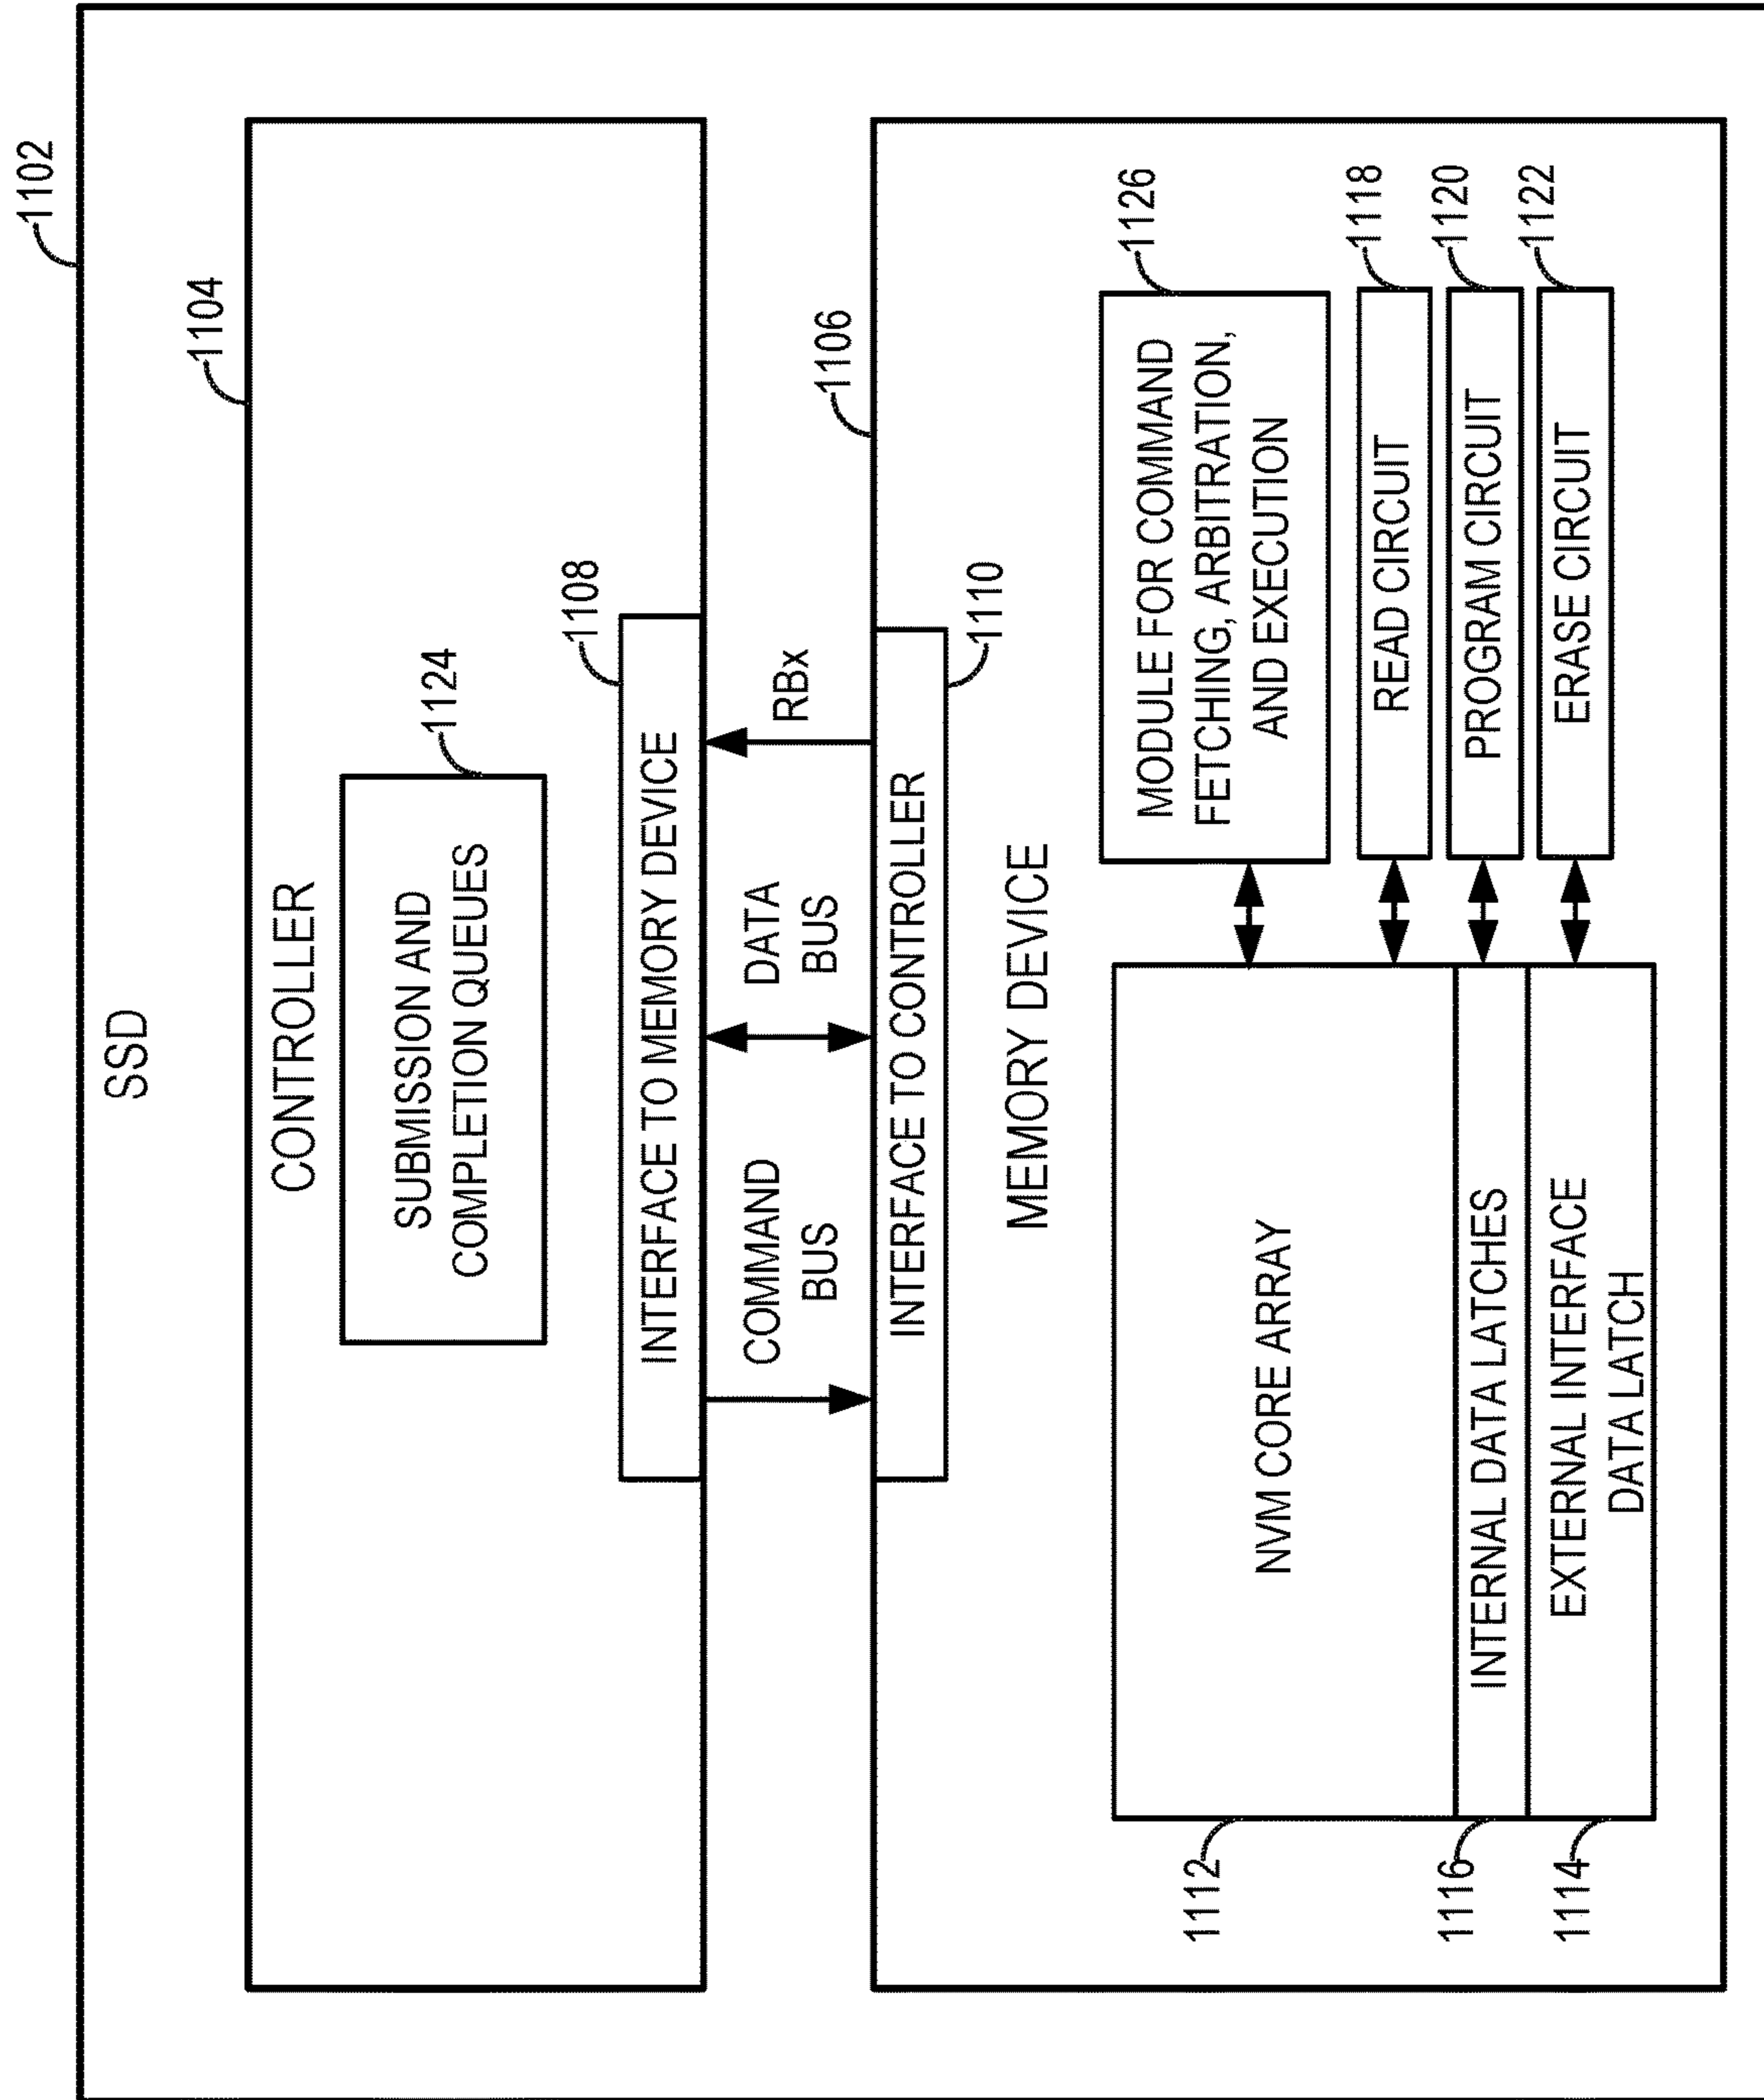 1102
SSD
1104
CONTROLLER
1124
SUBMISSION AND
COMPLETION QUEUES
1108
INTERFACE TO MEMORY DEVICE
COMMAND
BUS
DATA
BUS
RBx
1106
INTERFACE TO CONTROLLER
1110
MEMORY DEVICE
1112
NVM CORE ARRAY
1116
INTERNAL DATA LATCHES
1114
EXTERNAL INTERFACE
DATA LATCH
MODULE FOR COMMAND
FETCHING, ARBITRATION,
AND EXECUTION
1126
READ CIRCUIT
1118
PROGRAM CIRCUIT
1120
ERASE CIRCUIT
1122